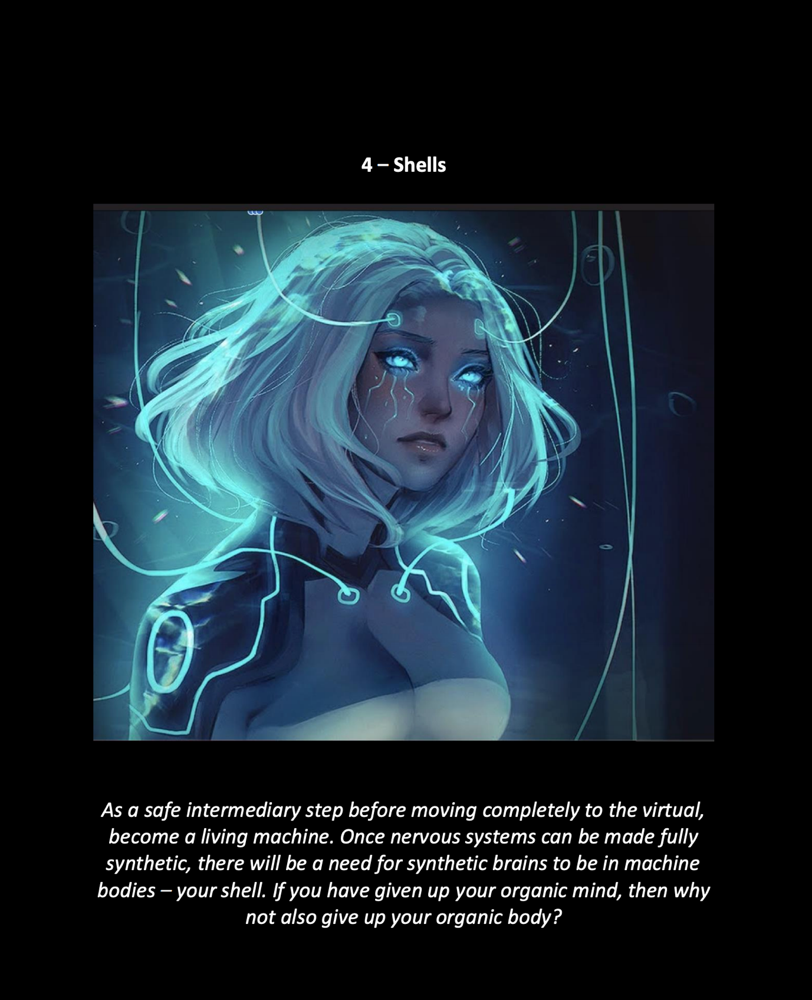 4 – Shells
As a safe intermediary step before moving completely to the virtual,
become a living machine. Once nervous systems can be made fully
synthetic, there will be a need for synthetic brains to be in machine
bodies – your shell. If you have given up your organic mind, then why
not also give up your organic body?